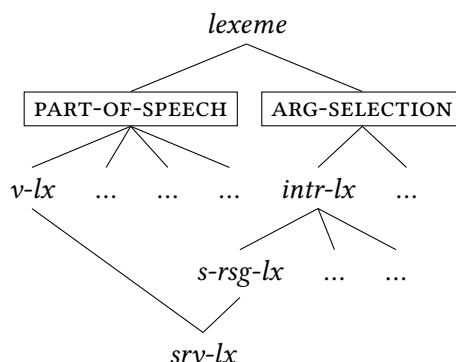 lexeme
PART-OF-SPEECH ARG-SELECTION
v-lx ... ... ... intr-lx ...
s-rsg-lx ... ...
srv-lx